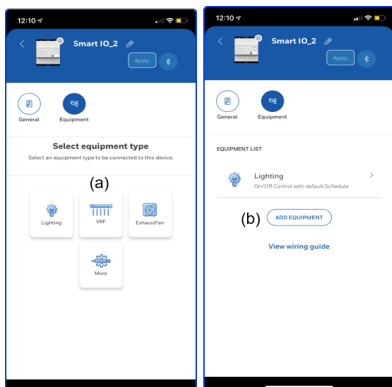 12:10
Smart IO_2
Apply
General
Equipment
Select equipment type
Select an equipment type to be connected to this device.
(a)
Lighting
VRF
ExhaustFan
More
12:10
Smart IO_2
Apply
General
Equipment
EQUIPMENT LIST
Lighting
On/Off Control with default Schedule
(b)
ADD EQUIPMENT
View wiring guide